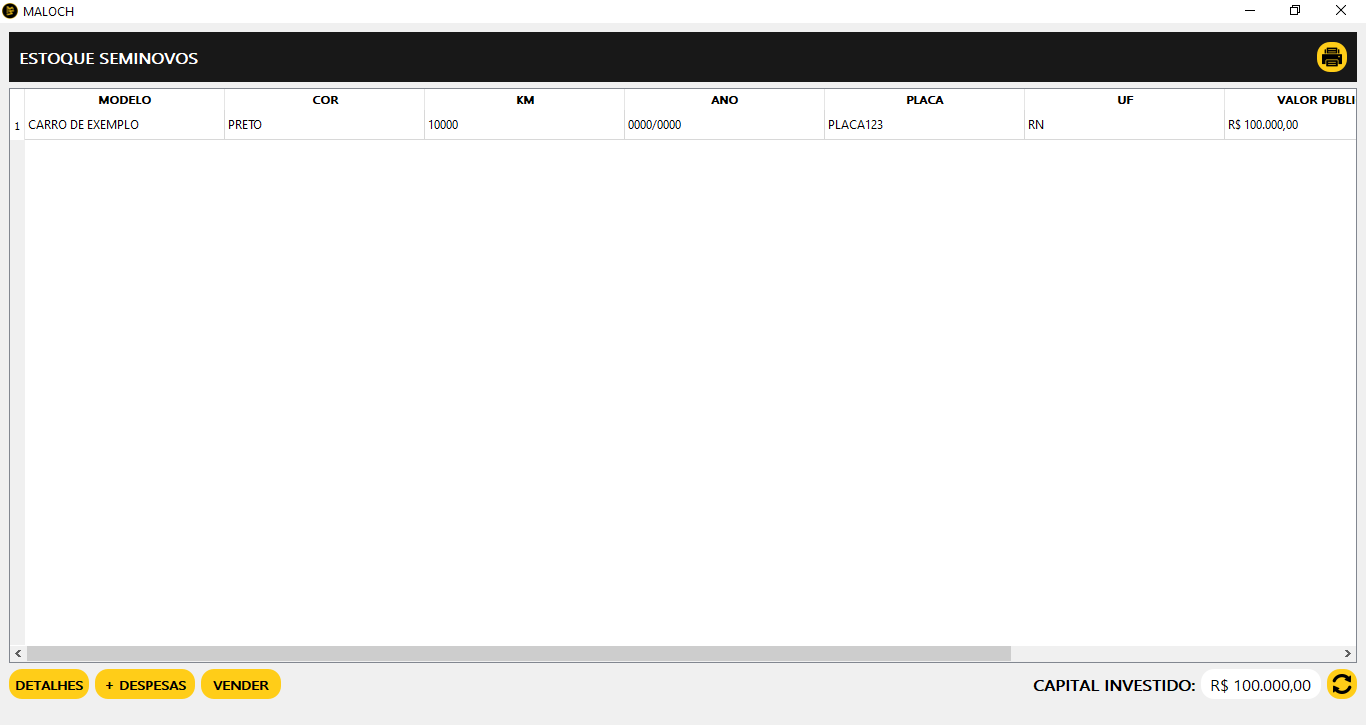 MALOCH
ESTOQUE SEMINOVOS
MODELO COR KM ANO PLACA UF VALOR PUBLI
1 CARRO DE EXEMPLO PRETO 10000 0000/0000 PLACA123 RN R$ 100.000,00
DETALHES + DESPESAS VENDER CAPITAL INVESTIDO: R$ 100.000,00